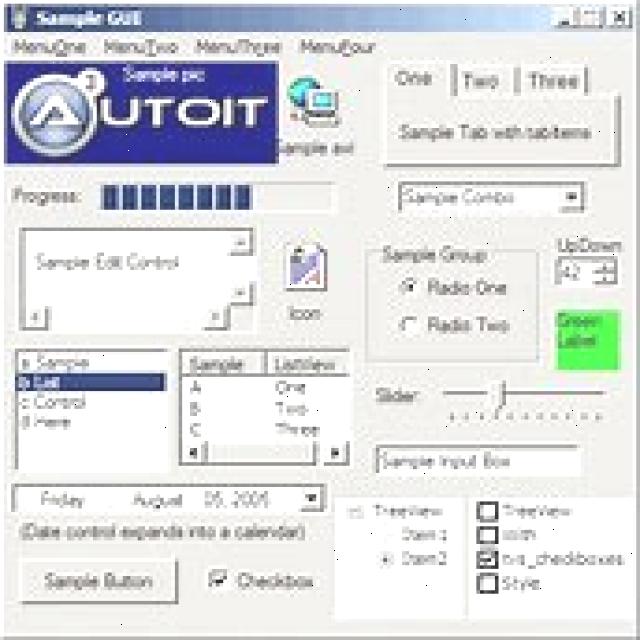 Sample GUI
MenuOne MenuTwo MenuThree MenuFour
Sample pic
AUTOIT
3
Sample avi
One Two Three
Sample Tab with tabItems
Progress:
Sample Combo
Sample Edit Control
Icon
Sample Group
Radio One
Radio Two
UpDown
42
Green
Label
a Sample
b List
c Control
d Here
Sample ListView
A One
B Two
C Three
Slider:
Sample Input Box
Friday August 05, 2005
(Date control expands into a calendar)
Sample Button
Checkbox
TreeView
Item1
Item2
TreeView
With
tvs_checkboxes
Style